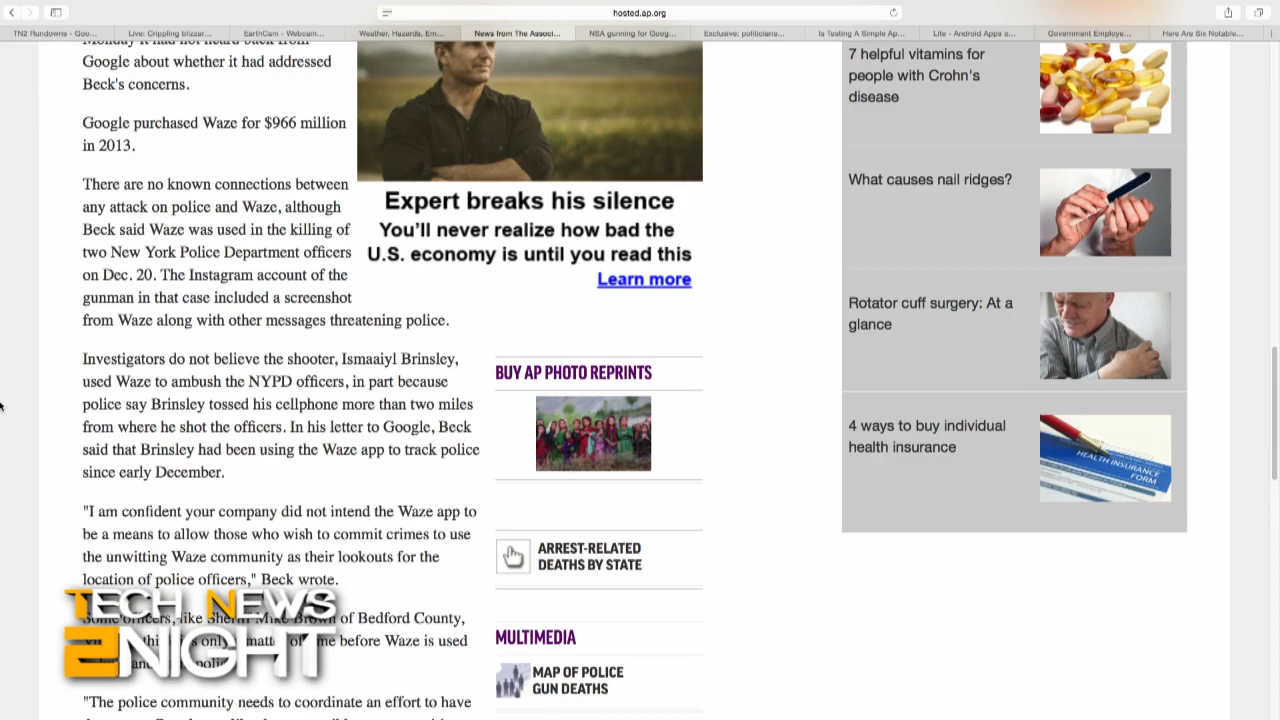 hosted.ap.org
TN2 Rundowns - Goo...
Live: Crippling blizzar...
EarthCam - Webcam...
Weather, Hazards, Em...
News from The Associ...
NSA gunning for Goog...
Exclusive: politicians...
Is Testing A Simple Ap...
Lite - Android Apps o...
Government Employe...
Here Are Six Notable...
Monday it had not heard back from
Google about whether it had addressed
Beck's concerns.
Google purchased Waze for $966 million
in 2013.
There are no known connections between
any attack on police and Waze, although
Beck said Waze was used in the killing of
two New York Police Department officers
on Dec. 20. The Instagram account of the
gunman in that case included a screenshot
from Waze along with other messages threatening police.
Investigators do not believe the shooter, Ismaaiyl Brinsley,
used Waze to ambush the NYPD officers, in part because
police say Brinsley tossed his cellphone more than two miles
from where he shot the officers. In his letter to Google, Beck
said that Brinsley had been using the Waze app to track police
since early December.
"I am confident your company did not intend the Waze app to
be a means to allow those who wish to commit crimes to use
the unwitting Waze community as their lookouts for the
location of police officers," Beck wrote.
Some officers, like Sheriff Mike Brown of Bedford County,
only matter of before Waze is used
"The police community needs to coordinate an effort to have
Expert breaks his silence
You'll never realize how bad the
U.S. economy is until you read this
Learn more
BUY AP PHOTO REPRINTS
ARREST-RELATED
DEATHS BY STATE
MULTIMEDIA
MAP OF POLICE
GUN DEATHS
7 helpful vitamins for
people with Crohn's
disease
What causes nail ridges?
Rotator cuff surgery: At a
glance
4 ways to buy individual
health insurance
HEALTH INSURANCE
FORM
TECH NEWS
2NIGHT